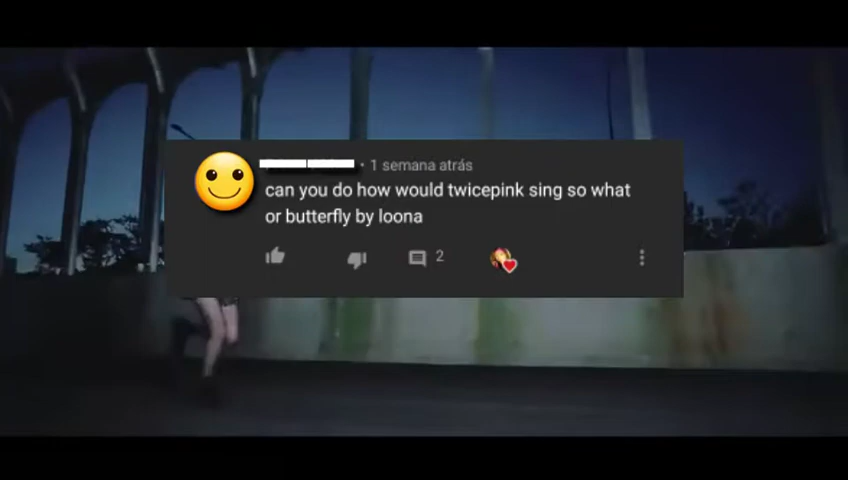 • 1 semana atrás
can you do how would twicepink sing so what
or butterfly by loona
2